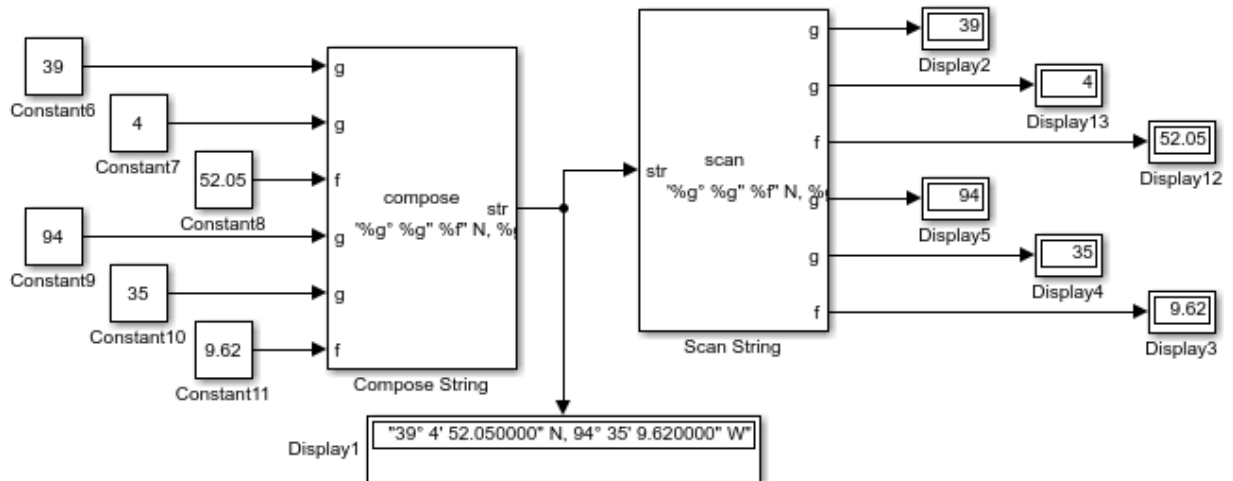 39
Constant6
4
Constant7
52.05
Constant8
94
Constant9
35
Constant10
9.62
Constant11
g
g
f
g
g
f
compose
"%g° %g'' %f" N, %g
str
Compose String
Display1
"39° 4' 52.050000" N, 94° 35' 9.620000" W"
str
scan
"%g° %g'' %f" N, %g
g
g
f
g
g
f
Scan String
39
Display2
4
Display13
52.05
Display12
94
Display5
35
Display4
9.62
Display3